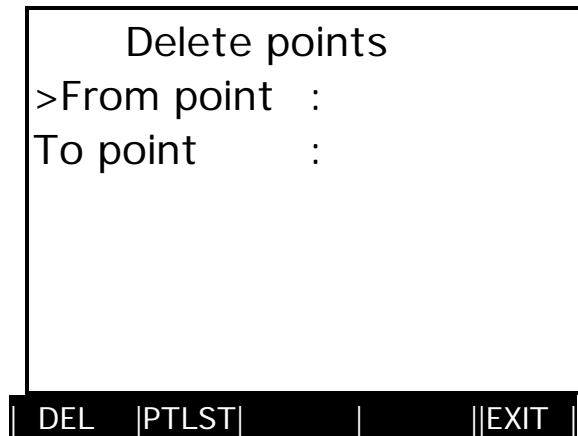 Delete points
>From point :
To point :
| DEL |PTLST| | ||EXIT |